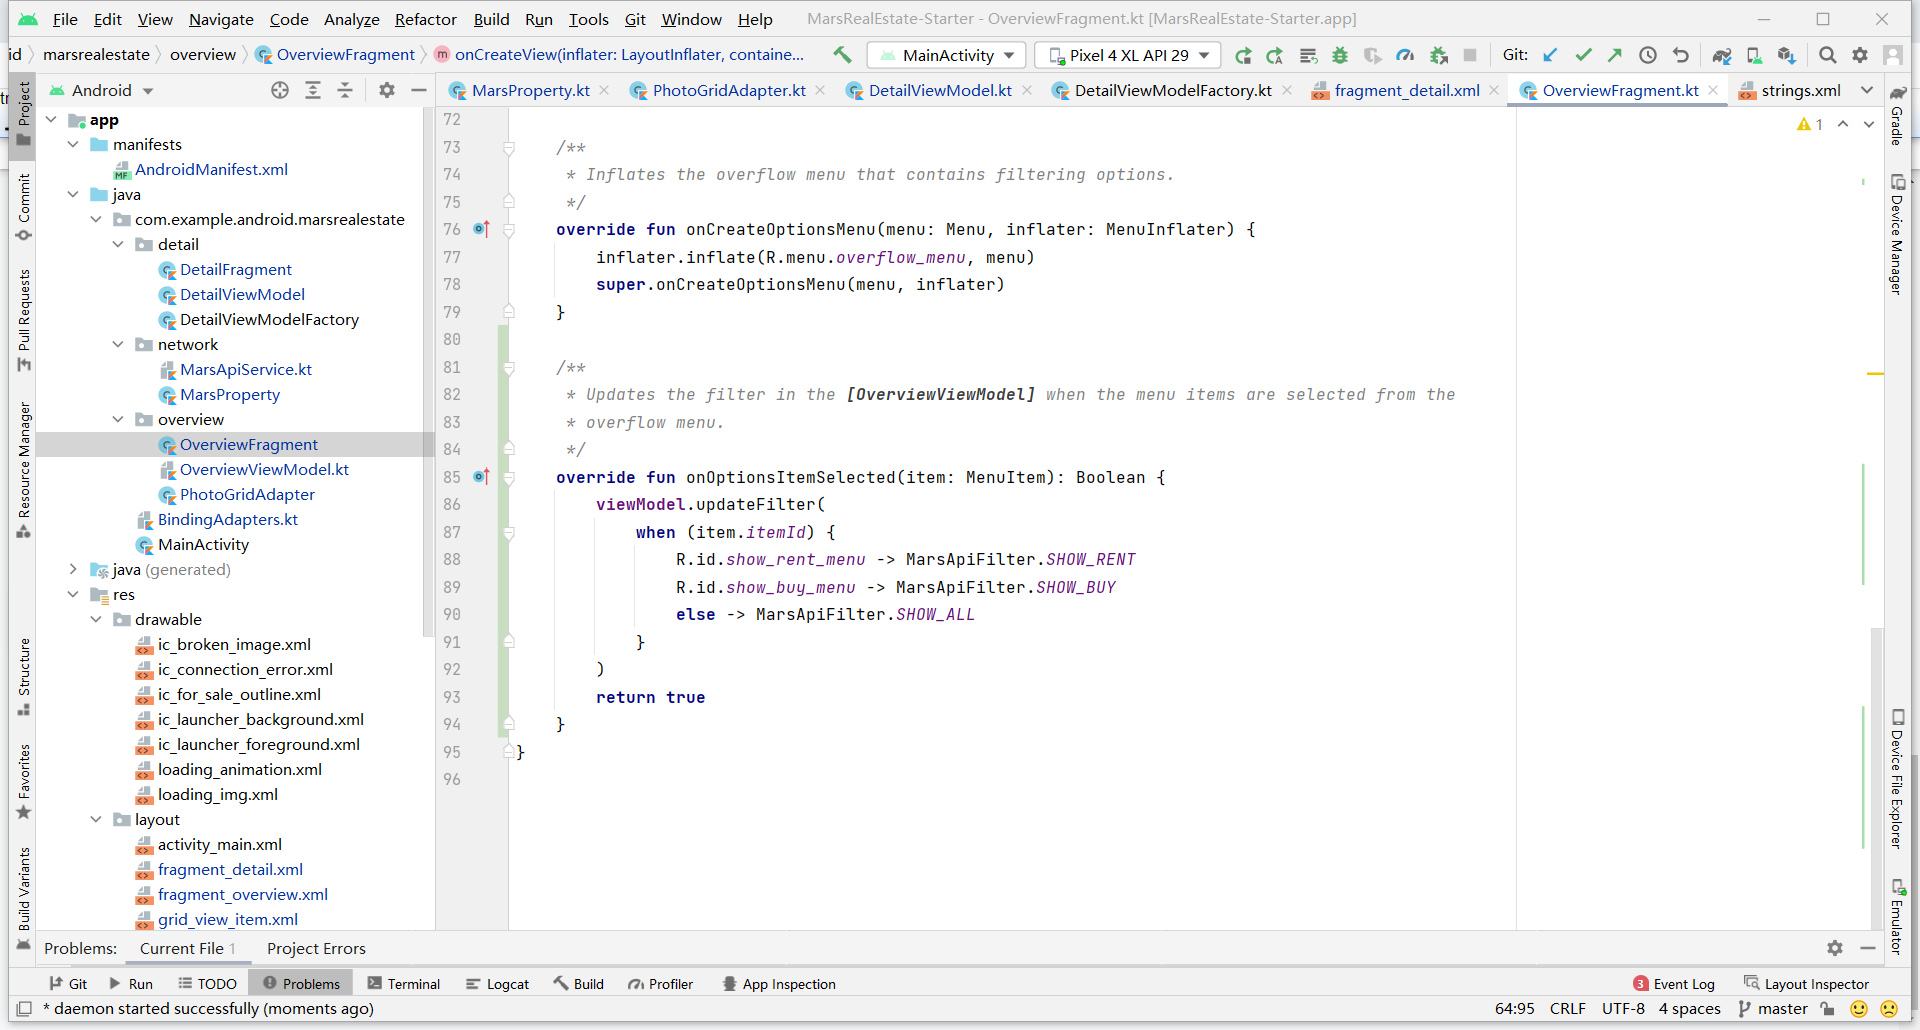 File Edit View Navigate Code Analyze Refactor Build Run Tools Git Window Help MarsRealEstate-Starter - OverviewFragment.kt [MarsRealEstate-Starter.app]
id marsrealestate overview OverviewFragment m onCreateView(inflater: LayoutInflater, containe... MainActivity Pixel 4 XL API 29 Git:
Android MarsProperty.kt PhotoGridAdapter.kt DetailViewModel.kt DetailViewModelFactory.kt fragment_detail.xml OverviewFragment.kt strings.xml
Project
Commit
Pull Requests
Resource Manager
Structure
Favorites
Build Variants
app
manifests
AndroidManifest.xml
java
com.example.android.marsrealestate
detail
DetailFragment
DetailViewModel
DetailViewModelFactory
network
MarsApiService.kt
MarsProperty
overview
OverviewFragment
OverviewViewModel.kt
PhotoGridAdapter
BindingAdapters.kt
MainActivity
java (generated)
res
drawable
ic_broken_image.xml
ic_connection_error.xml
ic_for_sale_outline.xml
ic_launcher_background.xml
ic_launcher_foreground.xml
loading_animation.xml
loading_img.xml
layout
activity_main.xml
fragment_detail.xml
fragment_overview.xml
grid_view_item.xml
72
73 /**
74 * Inflates the overflow menu that contains filtering options.
75 */
76 override fun onCreateOptionsMenu(menu: Menu, inflater: MenuInflater) {
77 inflater.inflate(R.menu.overflow_menu, menu)
78 super.onCreateOptionsMenu(menu, inflater)
79 }
80
81 /**
82 * Updates the filter in the [OverviewViewModel] when the menu items are selected from the
83 * overflow menu.
84 */
85 override fun onOptionsItemSelected(item: MenuItem): Boolean {
86 viewModel.updateFilter(
87 when (item.itemId) {
88 R.id.show_rent_menu -> MarsApiFilter.SHOW_RENT
89 R.id.show_buy_menu -> MarsApiFilter.SHOW_BUY
90 else -> MarsApiFilter.SHOW_ALL
91 }
92 )
93 return true
94 }
95 }
96
1
Gradle
Device Manager
Device File Explorer
Emulator
Problems: Current File 1 Project Errors
Git Run TODO Problems Terminal Logcat Build Profiler App Inspection 3 Event Log Layout Inspector
* daemon started successfully (moments ago) 64:95 CRLF UTF-8 4 spaces master